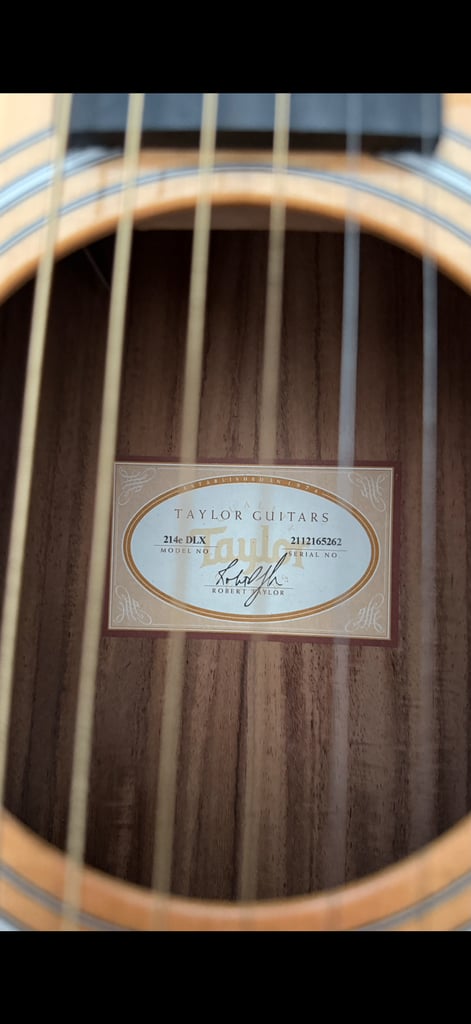 ESTABLISHED IN 1974
TAYLOR GUITARS
Taylor
214e DLX 2112165262
MODEL NO. SERIAL NO.
ROBERT TAYLOR